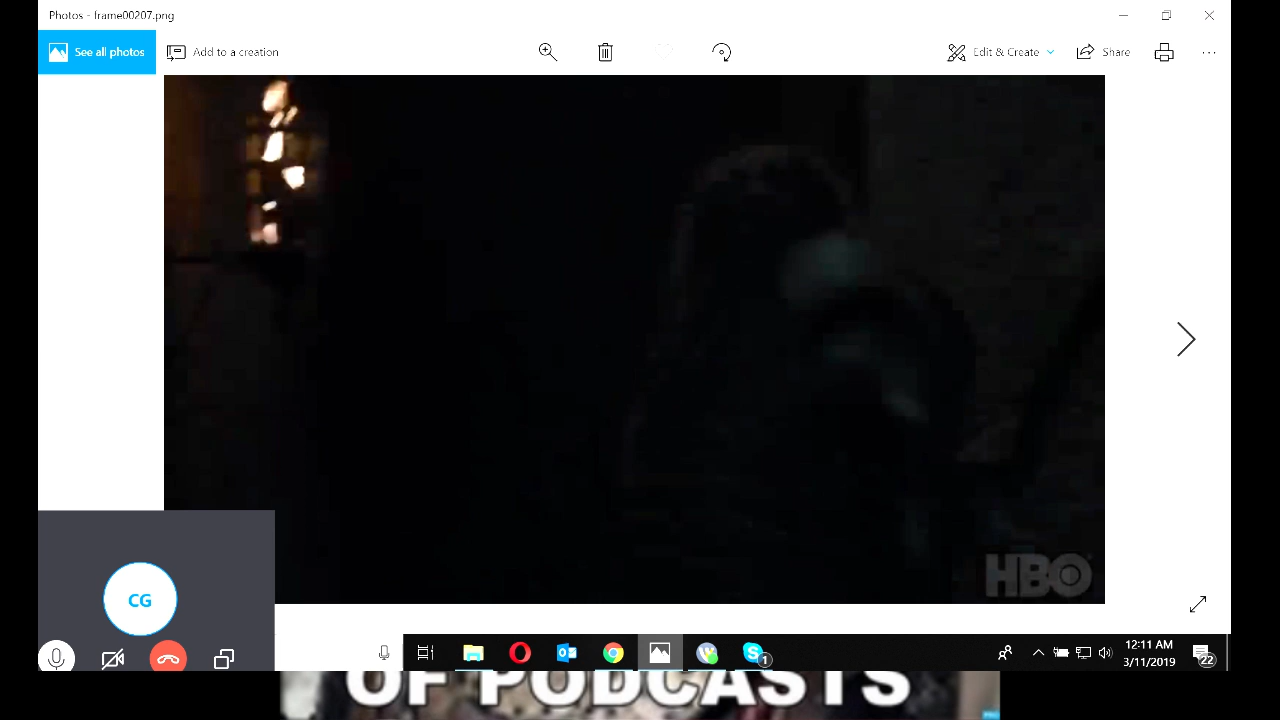 Photos - frame00207.png
See all photos
Add to a creation
Edit & Create
Share
HBO
CG
1
12:11 AM
3/11/2019
22
OF PODCASTS